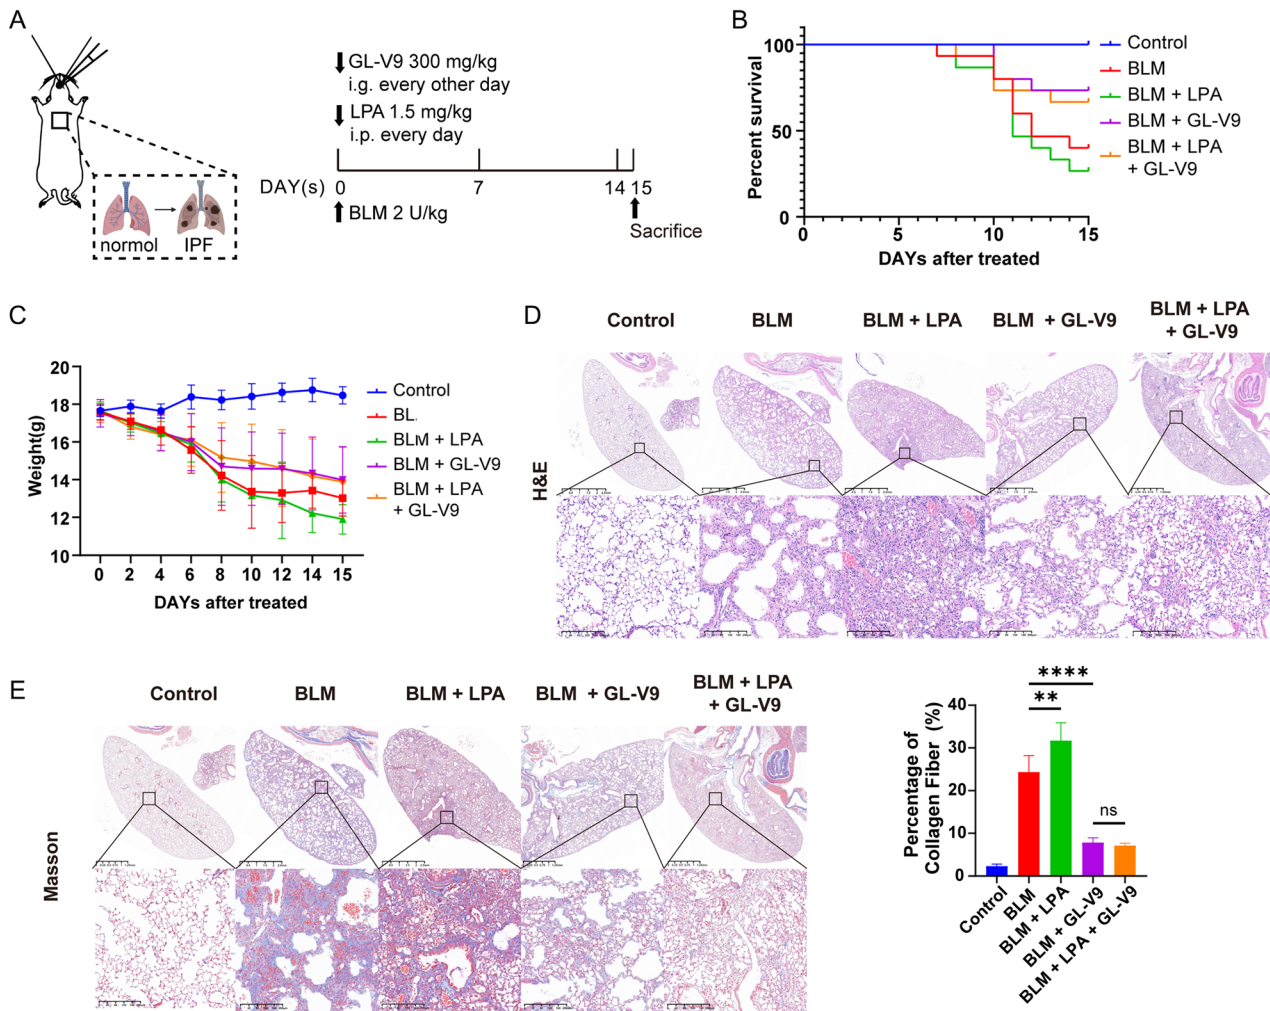 A
GL-V9 300 mg/kg
i.g. every other day
LPA 1.5 mg/kg
i.p. every day
DAY(s)
0
7
14
15
BLM 2 U/kg
Sacrifice
normol
IPF
B
Percent survival
100
50
0
0
5
10
15
DAYs after treated
Control
BLM
BLM + LPA
BLM + GL-V9
BLM + LPA
+ GL-V9
C
Weight(g)
20
18
16
14
12
10
0 2 4 6 8 10 12 14 15
DAYs after treated
Control
BL.
BLM + LPA
BLM + GL-V9
BLM + LPA
+ GL-V9
D
Control
BLM
BLM + LPA
BLM + GL-V9
BLM + LPA
+ GL-V9
H&E
E
Control
BLM
BLM + LPA
BLM + GL-V9
BLM + LPA
+ GL-V9
Masson
Percentage of
Collagen Fiber (%)
40
30
20
10
0
****
**
ns
Control
BLM
BLM + LPA
BLM + GL-V9
BLM + LPA + GL-V9